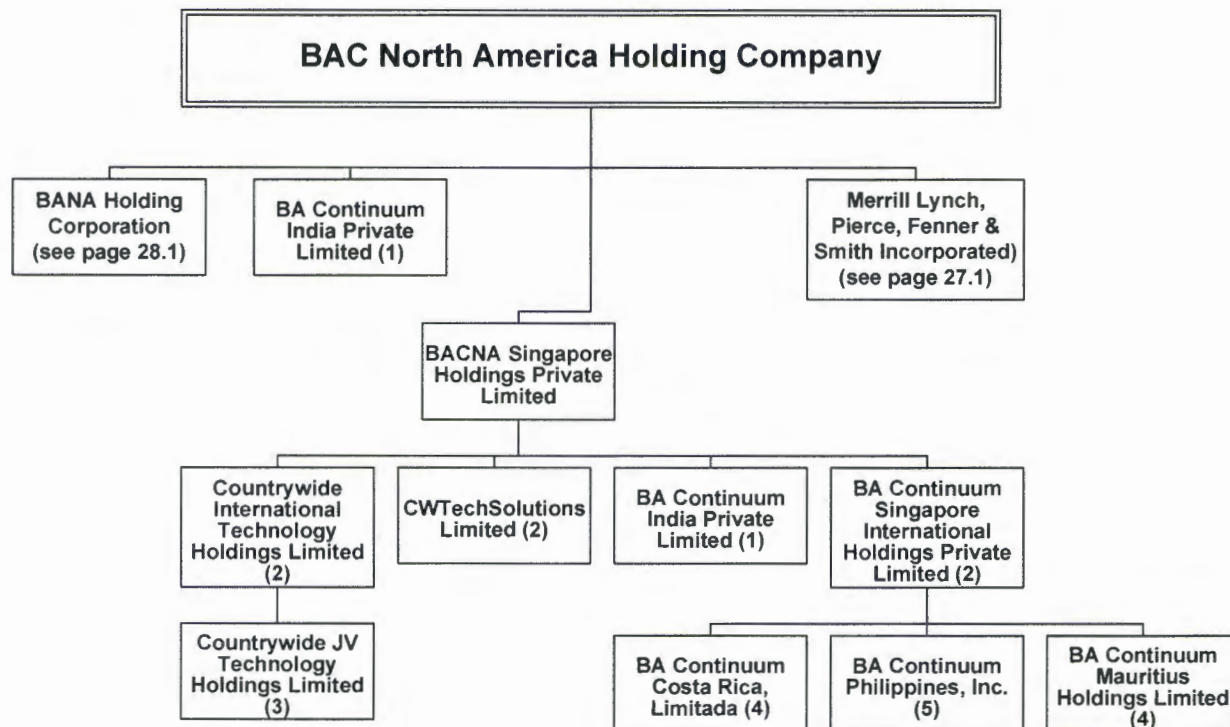 BAC North America Holding Company
BANA Holding
Corporation
(see page 28.1)
BA Continuum
India Private
Limited (1)
Merrill Lynch,
Pierce, Fenner &
Smith Incorporated)
(see page 27.1)
BACNA Singapore
Holdings Private
Limited
Countrywide
International
Technology
Holdings Limited
(2)
CWTechSolutions
Limited (2)
BA Continuum
India Private
Limited (1)
BA Continuum
Singapore
International
Holdings Private
Limited (2)
Countrywide JV
Technology
Holdings Limited
(3)
BA Continuum
Costa Rica,
Limitada (4)
BA Continuum
Philippines, Inc.
(5)
BA Continuum
Mauritius
Holdings Limited
(4)